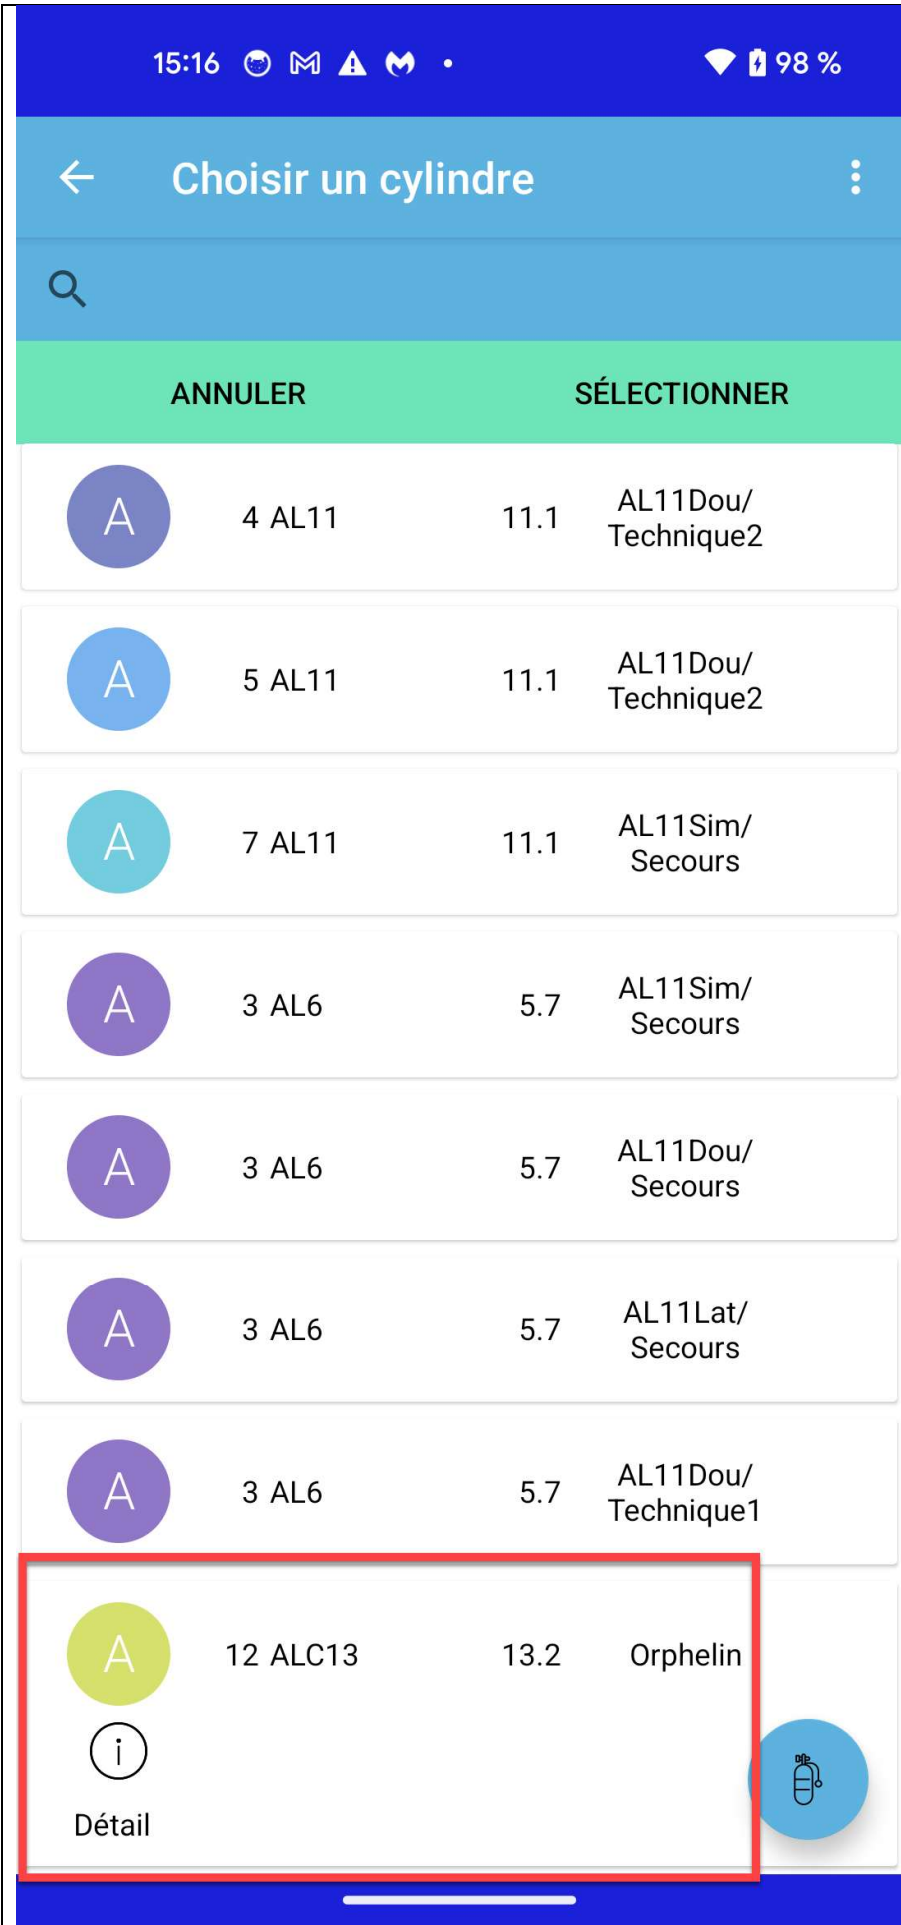 15:16 98 %
Choisir un cylindre
ANNULER SÉLECTIONNER
A 4 AL11 11.1 AL11Dou/
Technique2
A 5 AL11 11.1 AL11Dou/
Technique2
A 7 AL11 11.1 AL11Sim/
Secours
A 3 AL6 5.7 AL11Sim/
Secours
A 3 AL6 5.7 AL11Dou/
Secours
A 3 AL6 5.7 AL11Lat/
Secours
A 3 AL6 5.7 AL11Dou/
Technique1
A 12 ALC13 13.2 Orphelin
i
Détail